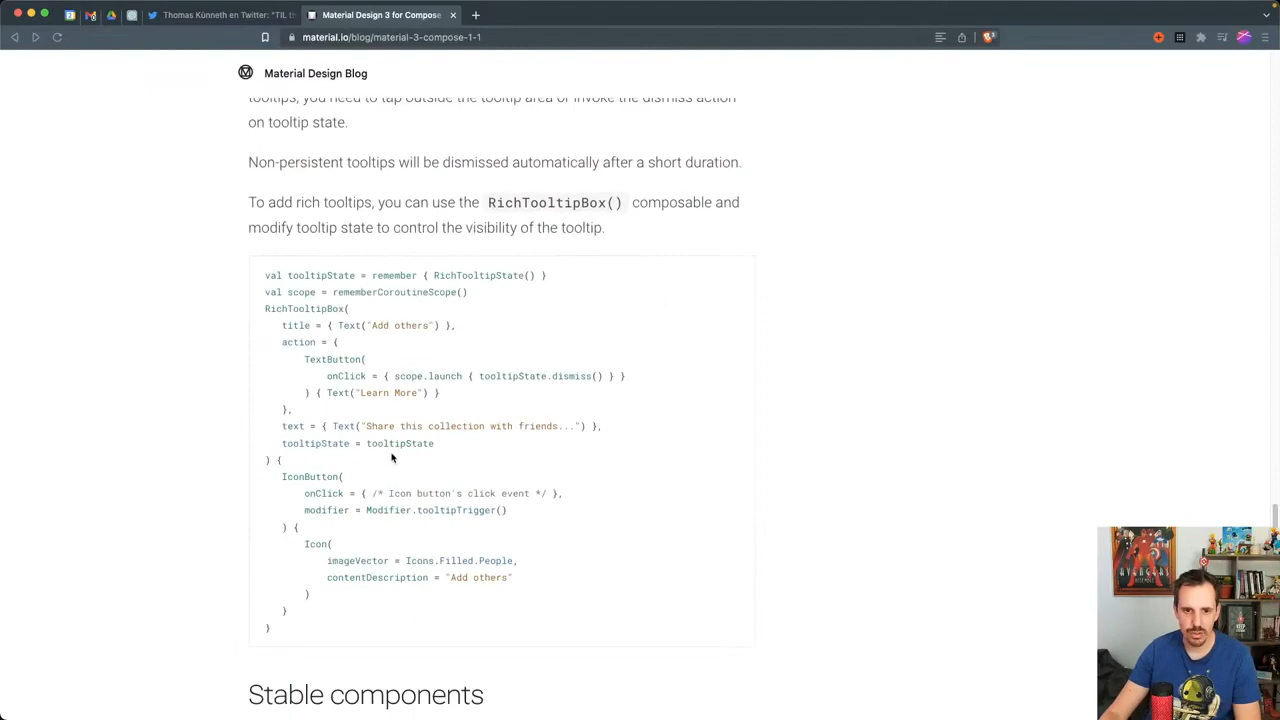 Thomas Künneth en Twitter: "TIL th
Material Design 3 for Compose
material.io/blog/material-3-compose-1-1
Material Design Blog
tooltips, you need to tap outside the tooltip area or invoke the dismiss action
on tooltip state.
Non-persistent tooltips will be dismissed automatically after a short duration.
To add rich tooltips, you can use the RichTooltipBox() composable and
modify tooltip state to control the visibility of the tooltip.
val tooltipState = remember { RichTooltipState() }
val scope = rememberCoroutineScope()
RichTooltipBox(
title = { Text("Add others") },
action = {
TextButton(
onClick = { scope.launch { tooltipState.dismiss() } }
) { Text("Learn More") }
},
text = { Text("Share this collection with friends...") },
tooltipState = tooltipState
) {
IconButton(
onClick = { /* Icon button's click event */ },
modifier = Modifier.tooltipTrigger()
) {
Icon(
imageVector = Icons.Filled.People,
contentDescription = "Add others"
)
}
}
Stable components
AVENGERS